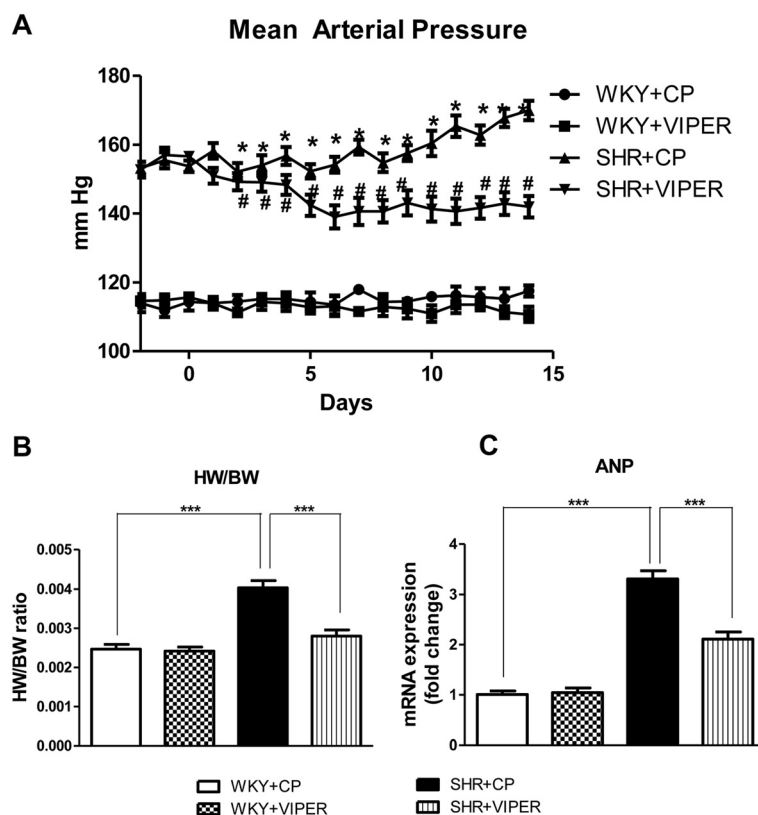 A
Mean Arterial Pressure
180
160
140
120
100
mm Hg
* * * * * * * * * * * * *
# # # # # # # # # # # # #
0 5 10 15
Days
WKY+CP
WKY+VIPER
SHR+CP
SHR+VIPER
B
HW/BW
*** ***
0.005
0.004
0.003
0.002
0.001
0.000
HW/BW ratio
C
ANP
*** ***
4
3
2
1
0
mRNA expression
(fold change)
WKY+CP
WKY+VIPER
SHR+CP
SHR+VIPER